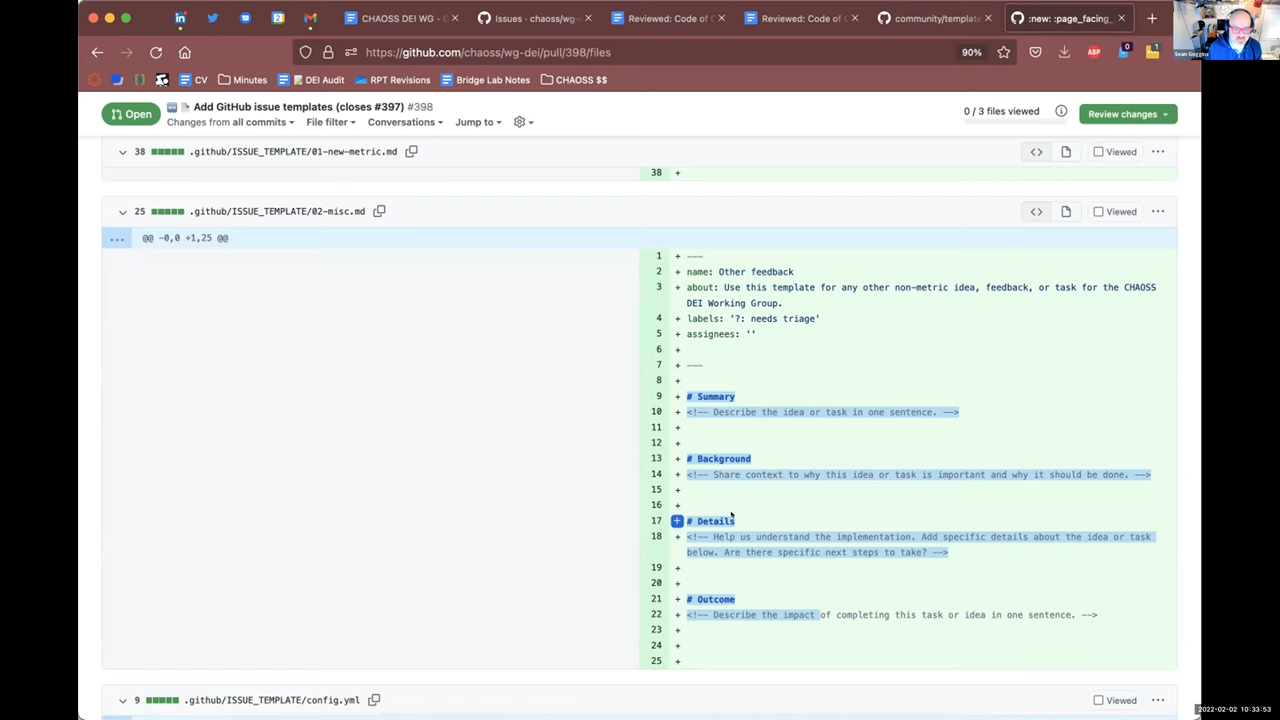 CHAOSS DEI WG - G
Issues · chaoss/wg-
Reviewed: Code of C
Reviewed: Code of C
community/template
:new: :page_facing_
Sean Goggins
https://github.com/chaoss/wg-dei/pull/398/files
90%
ABP
0
1
CV
Minutes
DEI Audit
RPT Revisions
Bridge Lab Notes
CHAOSS $$
Open
Add GitHub issue templates (closes #397) #398
Changes from all commits
File filter
Conversations
Jump to
0 / 3 files viewed
Review changes
38 .github/ISSUE_TEMPLATE/01-new-metric.md
Viewed
38 +
25 .github/ISSUE_TEMPLATE/02-misc.md
Viewed
... @@ -0,0 +1,25 @@
1 + ---
2 + name: Other feedback
3 + about: Use this template for any other non-metric idea, feedback, or task for the CHAOSS
DEI Working Group.
4 + labels: '?: needs triage'
5 + assignees: ''
6 +
7 + ---
8 +
9 + # Summary
10 + <!-- Describe the idea or task in one sentence. -->
11 +
12 +
13 + # Background
14 + <!-- Share context to why this idea or task is important and why it should be done. -->
15 +
16 +
17 + # Details
18 + <!-- Help us understand the implementation. Add specific details about the idea or task
below. Are there specific next steps to take? -->
19 +
20 +
21 + # Outcome
22 + <!-- Describe the impact of completing this task or idea in one sentence. -->
23 +
24 +
25 +
9 .github/ISSUE_TEMPLATE/config.yml
Viewed
2022-02-02 10:33:53